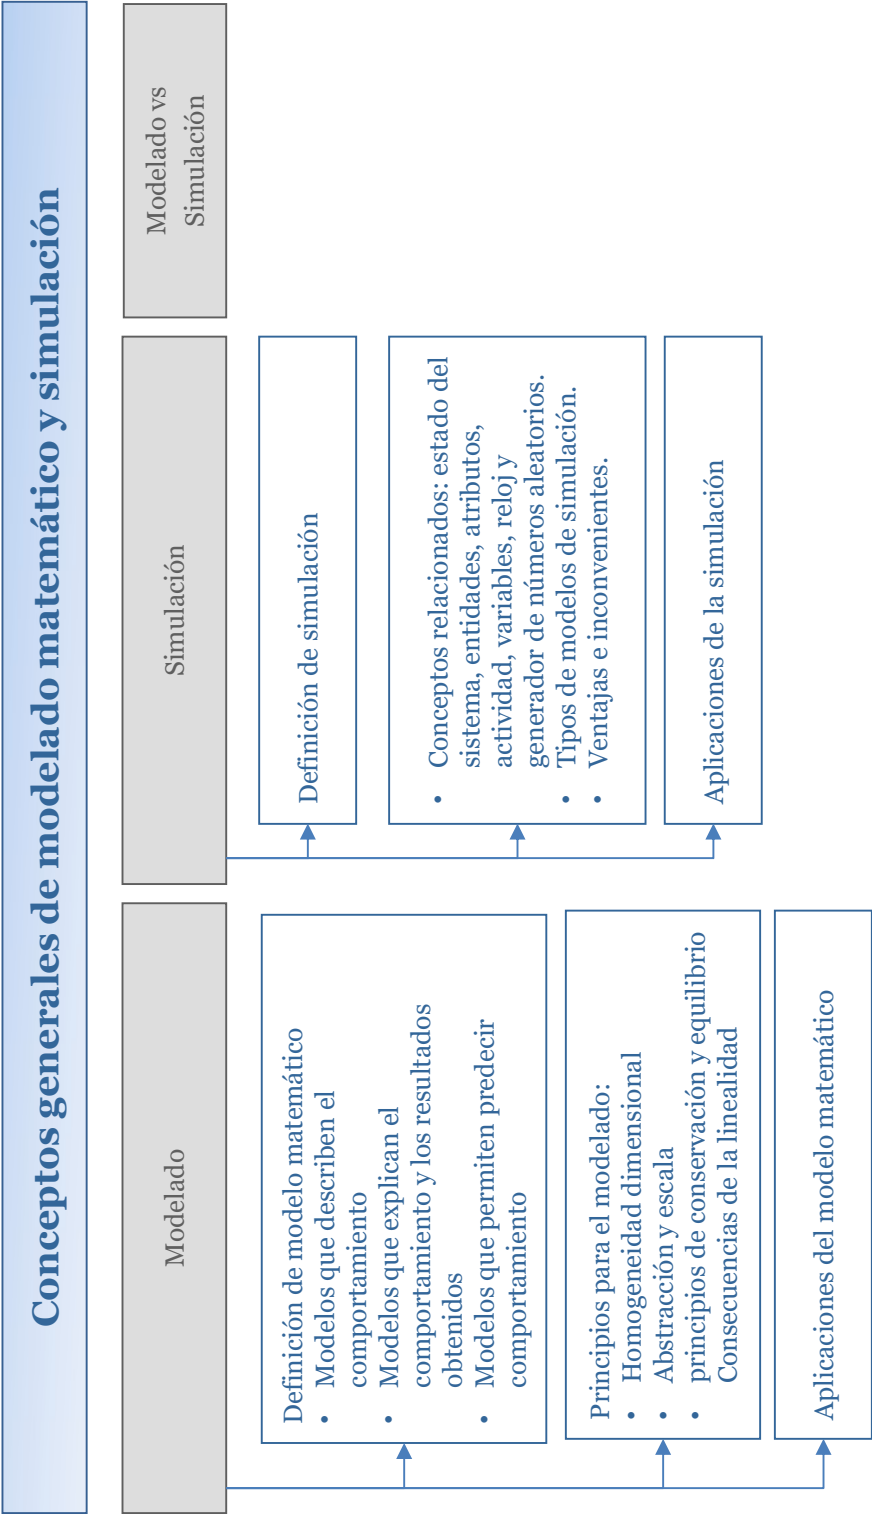 Conceptos generales de modelado matemático y simulación
Modelado
Definición de modelo matemático
• Modelos que describen el
comportamiento
• Modelos que explican el
comportamiento y los resultados
obtenidos
• Modelos que permiten predecir
comportamiento
Principios para el modelado:
• Homogeneidad dimensional
• Abstracción y escala
• principios de conservación y equilibrio
Consecuencias de la linealidad
Aplicaciones del modelo matemático
Simulación
Definición de simulación
• Conceptos relacionados: estado del
sistema, entidades, atributos,
actividad, variables, reloj y
generador de números aleatorios.
• Tipos de modelos de simulación.
• Ventajas e inconvenientes.
Aplicaciones de la simulación
Modelado vs
Simulación